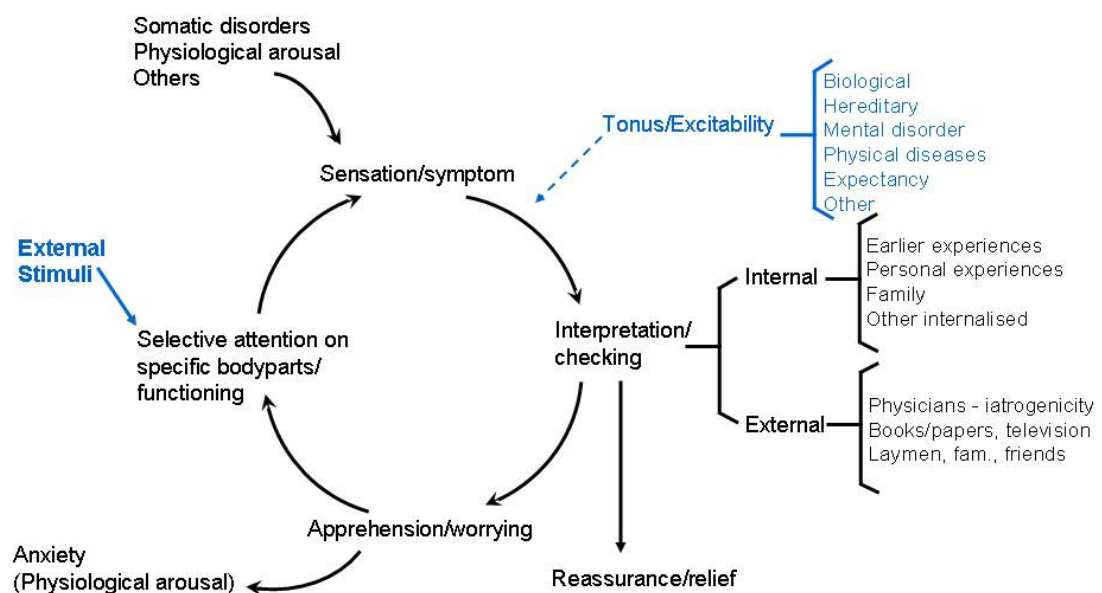 Somatic disorders
Physiological arousal
Others
Sensation/symptom
Tonus/Excitability
Biological
Hereditary
Mental disorder
Physical diseases
Expectancy
Other
External
Stimuli
Selective attention on
specific bodyparts/
functioning
Interpretation/
checking
Internal
Earlier experiences
Personal experiences
Family
Other internalised
External
Physicians - iatrogenicity
Books/papers, television
Laymen, fam., friends
Apprehension/worrying
Anxiety
(Physiological arousal)
Reassurance/relief